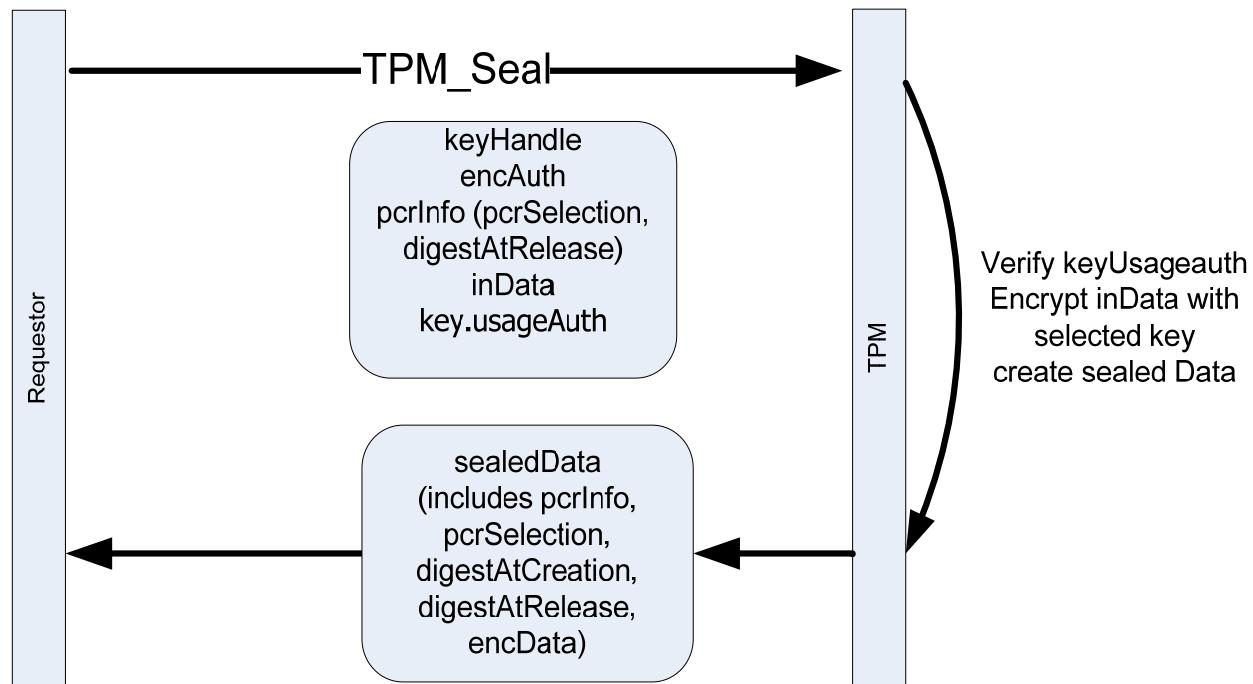 TPM_Seal
keyHandle
encAuth
pcrInfo (pcrSelection,
digestAtRelease)
inData
key.usageAuth
Requestor
TPM
Verify keyUsageauth
Encrypt inData with
selected key
create sealed Data
sealedData
(includes pcrInfo,
pcrSelection,
digestAtCreation,
digestAtRelease,
encData)